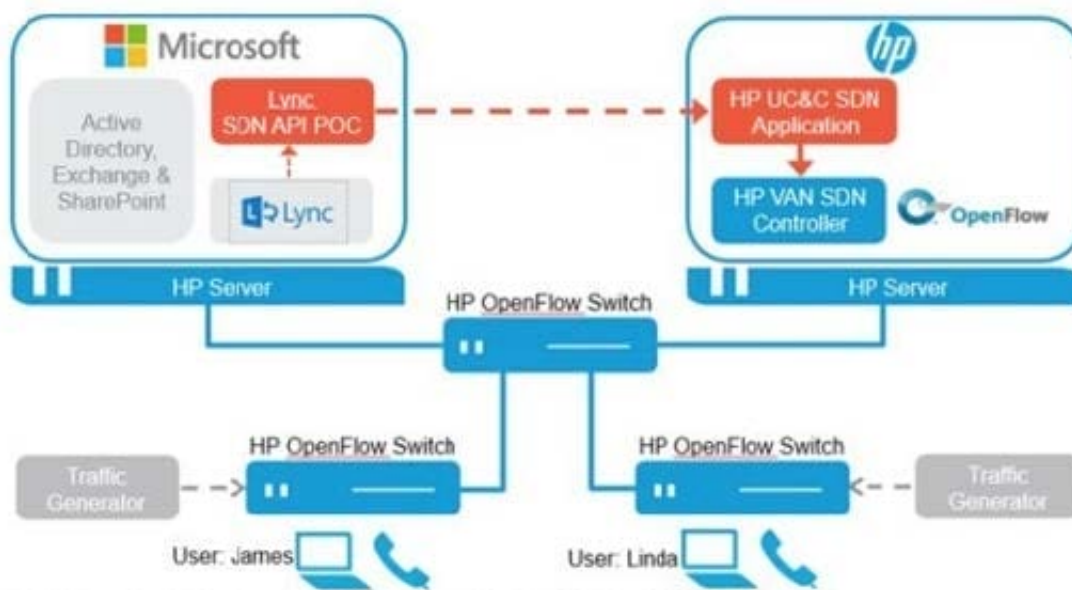 Microsoft
Active
Directory,
Exchange &
SharePoint
Lync
SDN API POC
Lync
HP Server
hp
HP UC&C SDN
Application
HP VAN SDN
Controller
OpenFlow
HP Server
HP OpenFlow Switch
HP OpenFlow Switch
HP OpenFlow Switch
Traffic
Generator
Traffic
Generator
User: James
User: Linda